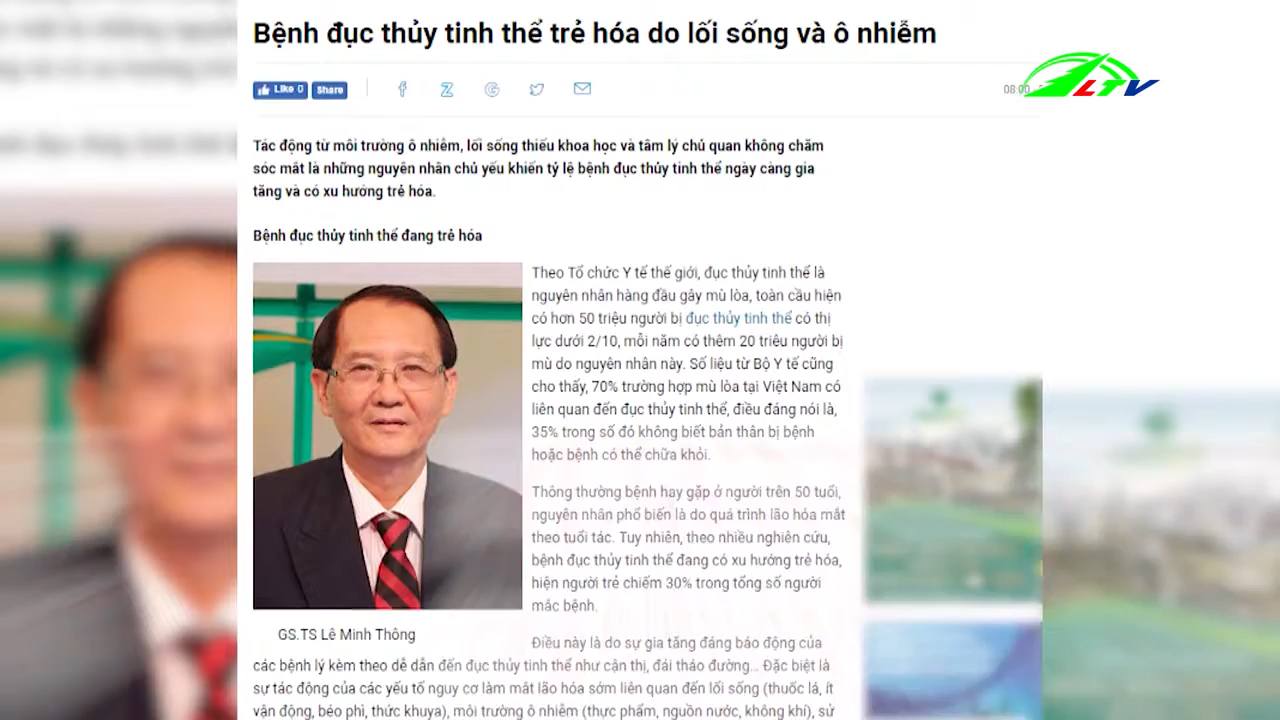 Bệnh đục thủy tinh thể trẻ hóa do lối sống và ô nhiễm
Like 0
Share
08:00
LTV
Tác động từ môi trường ô nhiễm, lối sống thiếu khoa học và tâm lý chủ quan không chăm
sóc mắt là những nguyên nhân chủ yếu khiến tỷ lệ bệnh đục thủy tinh thể ngày càng gia
tăng và có xu hướng trẻ hóa.
Bệnh đục thủy tinh thể đang trẻ hóa
Theo Tổ chức Y tế thế giới, đục thủy tinh thể là
nguyên nhân hàng đầu gây mù lòa, toàn cầu hiện
có hơn 50 triệu người bị đục thủy tinh thể có thị
lực dưới 2/10, mỗi năm có thêm 20 triệu người bị
mù do nguyên nhân này. Số liệu từ Bộ Y tế cũng
cho thấy, 70% trường hợp mù lòa tại Việt Nam có
liên quan đến đục thủy tinh thể, điều đáng nói là,
35% trong số đó không biết bản thân bị bệnh
hoặc bệnh có thể chữa khỏi.
Thông thường bệnh hay gặp ở người trên 50 tuổi,
nguyên nhân phổ biến là do quá trình lão hóa mắt
theo tuổi tác. Tuy nhiên, theo nhiều nghiên cứu,
bệnh đục thủy tinh thể đang có xu hướng trẻ hóa,
hiện người trẻ chiếm 30% trong tổng số người
mắc bệnh.
GS.TS Lê Minh Thông
Điều này là do sự gia tăng đáng báo động của
các bệnh lý kèm theo dễ dẫn đến đục thủy tinh thể như cận thị, đái tháo đường... Đặc biệt là
sự tác động của các yếu tố nguy cơ làm mắt lão hóa sớm liên quan đến lối sống (thuốc lá, ít
vận động, béo phì, thức khuya), môi trường ô nhiễm (thực phẩm, nguồn nước, không khí), sử